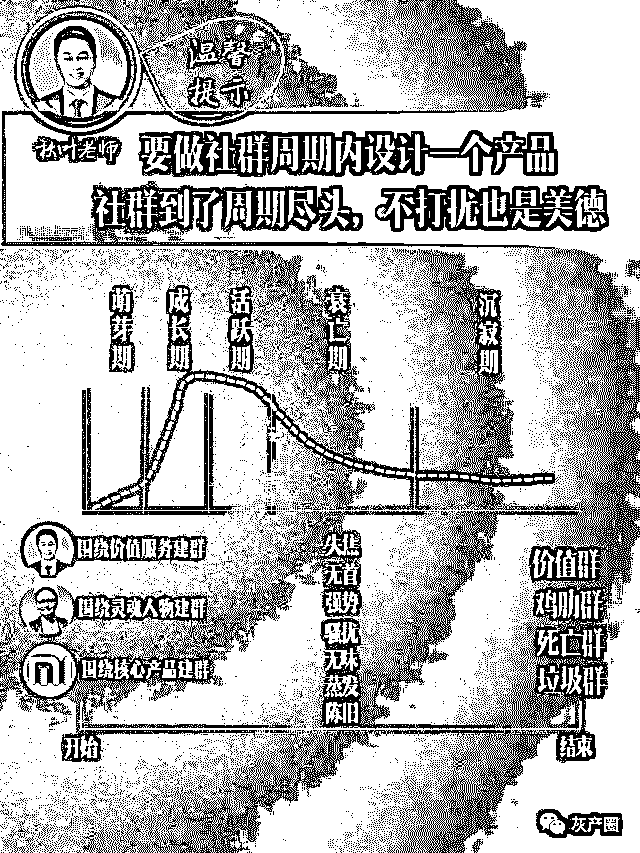 温馨
提示
秋叶老师
要做社群周期内设计一个产品
社群到了周期尽头,不打扰也是美德
萌芽期
成长期
活跃期
衰亡期
沉寂期
围绕价值服务建群
围绕灵魂人物建群
围绕核心产品建群
失焦
无首
强势
骚扰
无味
蒸发
陈旧
价值群
鸡肋群
死亡群
垃圾群
开始
结束
灰产圈